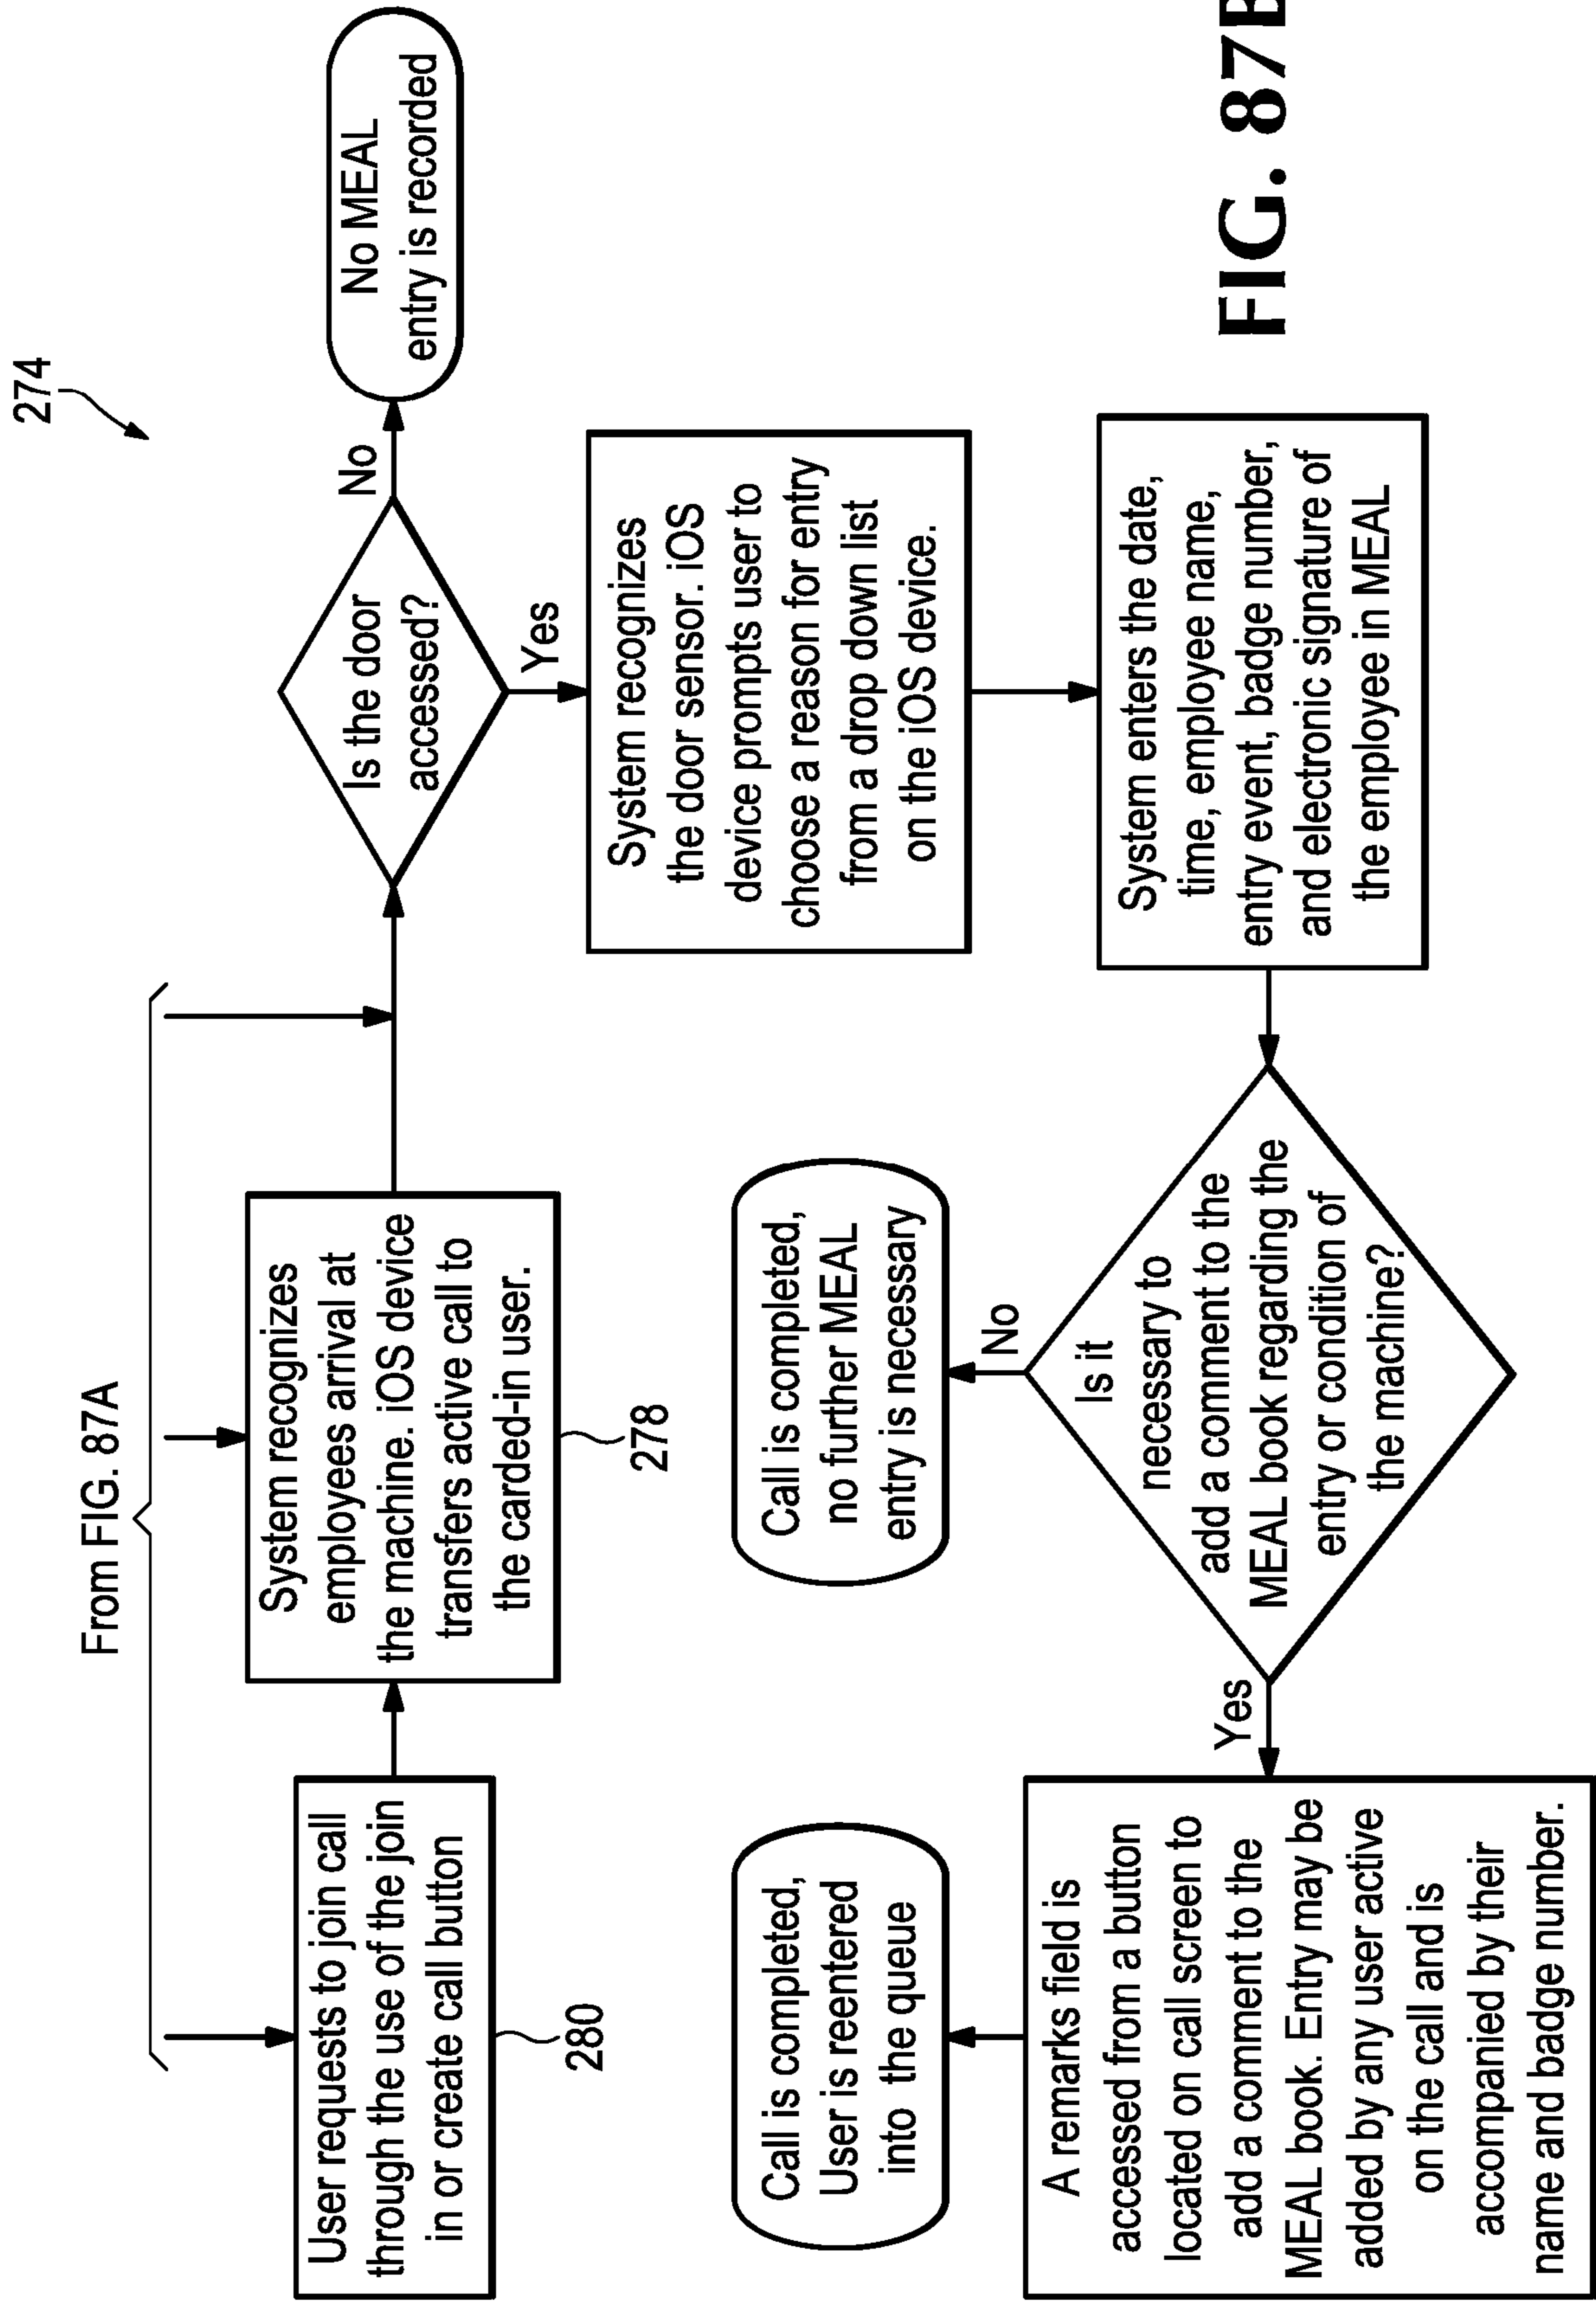 274
From FIG. 87A
User requests to join call
through the use of the join
in or create call button
280
System recognizes
employees arrival at
the machine. iOS device
transfers active call to
the carded-in user.
278
Is the door
accessed?
No
No MEAL
entry is recorded
Yes
System recognizes
the door sensor. iOS
device prompts user to
choose a reason for entry
from a drop down list
on the iOS device.
System enters the date,
time, employee name,
entry event, badge number,
and electronic signature of
the employee in MEAL
Is it
necessary to
add a comment to the
MEAL book regarding the
entry or condition of
the machine?
No
Call is completed,
no further MEAL
entry is necessary
Yes
A remarks field is
accessed from a button
located on call screen to
add a comment to the
MEAL book. Entry may be
added by any user active
on the call and is
accompanied by their
name and badge number.
Call is completed,
User is reentered
into the queue
FIG. 87B